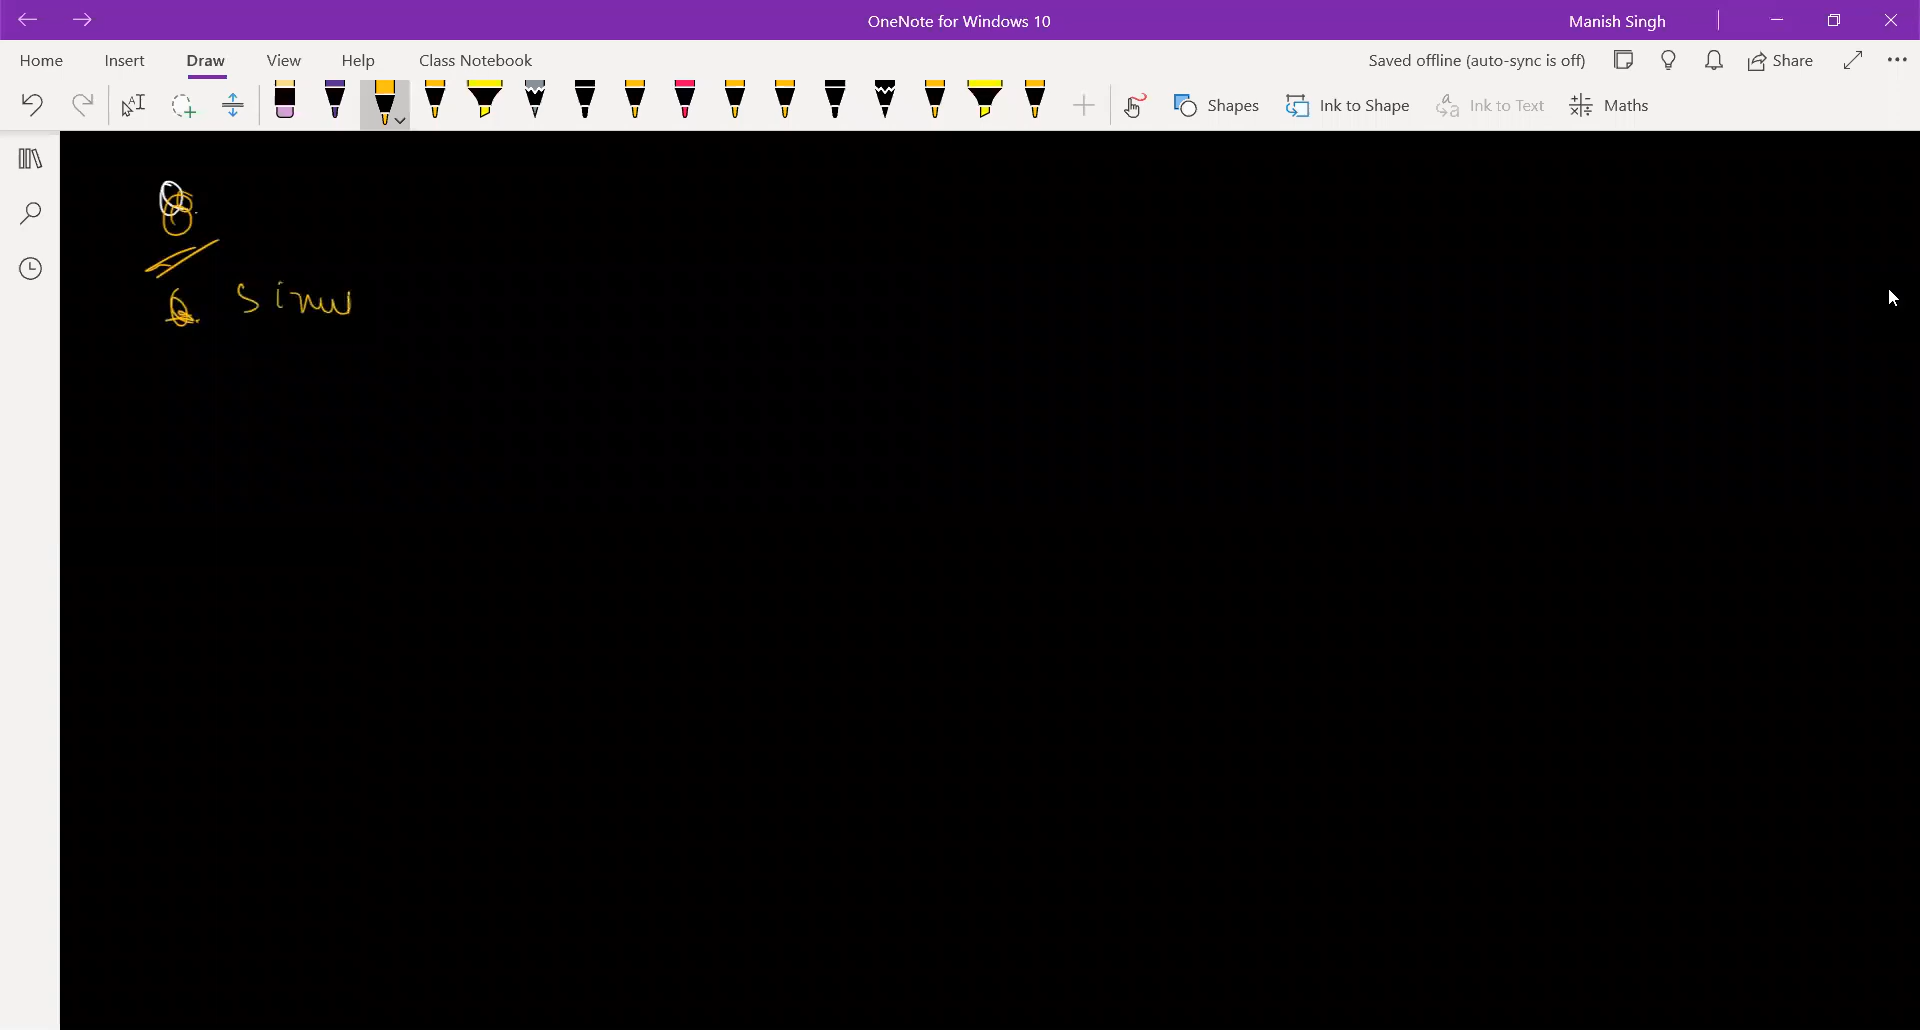 OneNote for Windows 10
Manish Singh
Home Insert Draw View Help Class Notebook
Saved offline (auto-sync is off) Share
Shapes Ink to Shape Ink to Text Maths
Q.